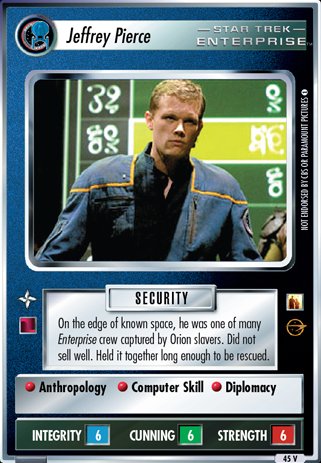 Jeffrey Pierce
STAR TREK
ENTERPRISE™
NOT ENDORSED BY CBS OR PARAMOUNT PICTURES
SECURITY
On the edge of known space, he was one of many
Enterprise crew captured by Orion slavers. Did not
sell well. Held it together long enough to be rescued.
Anthropology Computer Skill Diplomacy
INTEGRITY 6 CUNNING 6 STRENGTH 6
45 V